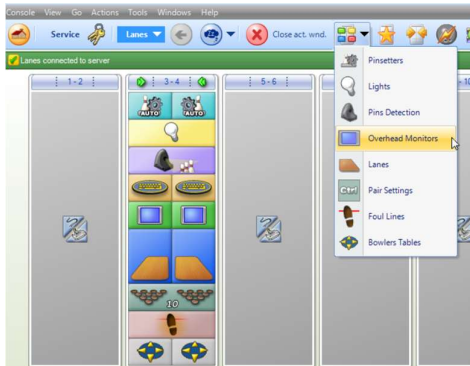 Console View Go Actions Tools Windows Help
Service Lanes Close act. wnd.
Lanes connected to server
1-2 3-4 5-6 10
AUTO AUTO
10
Pinsetters
Lights
Pins Detection
Overhead Monitors
Lanes
Ctrl Pair Settings
Foul Lines
Bowlers Tables